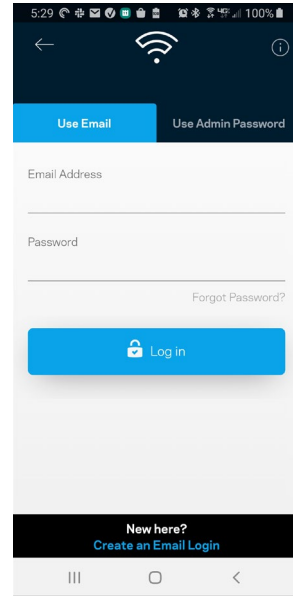 5:29 100%
Use Email Use Admin Password
Email Address
Password
Forgot Password?
Log in
New here?
Create an Email Login